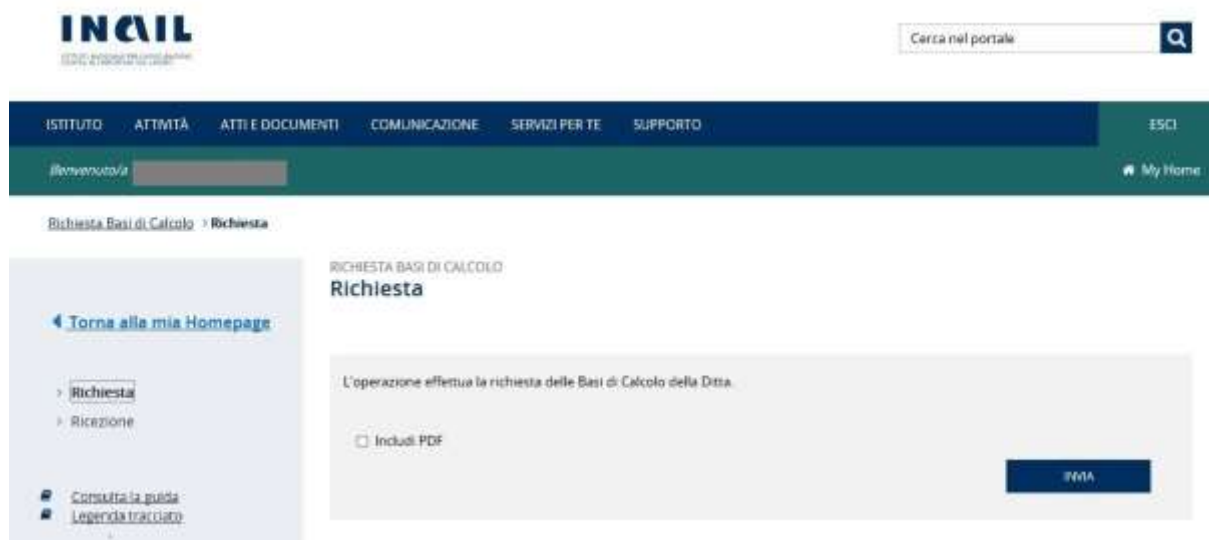 INAIL
Cerca nel portale
ISTITUTO ATTIVITÀ ATTI E DOCUMENTI COMUNICAZIONE SERVIZI PER TE SUPPORTO ESCI
Benvenuto/a My Home
Richiesta Basi di Calcolo > Richiesta
RICHIESTA BASI DI CALCOLO
Richiesta
Torna alla mia Homepage
L'operazione effettua la richiesta delle Basi di Calcolo della Ditta.
> Richiesta
> Ricezione
Includi PDF
INVIA
Consulta la guida
Legenda tracciato